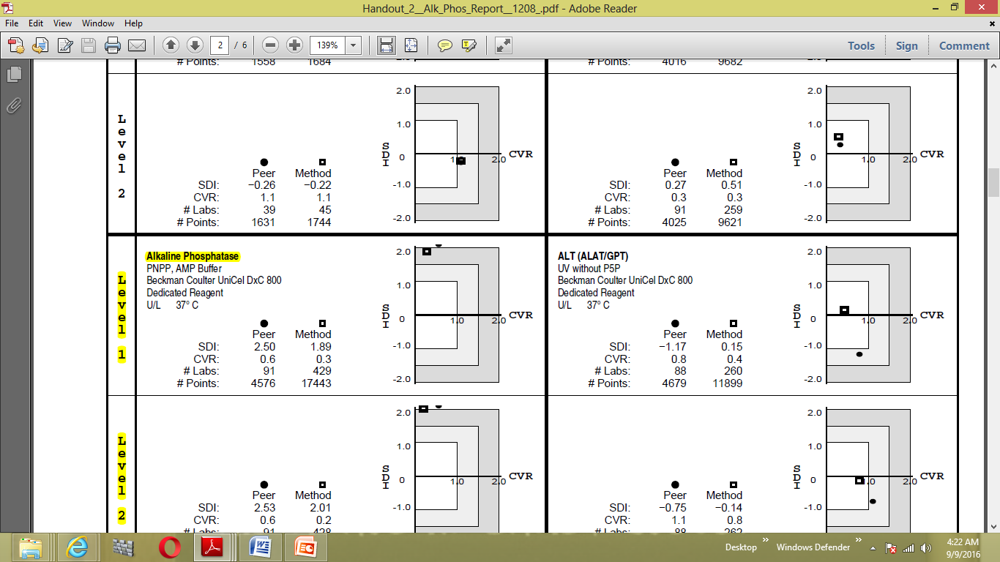 Handout_2__Alk_Phos_Report__1208_.pdf - Adobe Reader
File Edit View Window Help
2 / 6 139% Tools Sign Comment
# Points: 1558 1684
# Points: 4016 9682
Level 2
2.0
1.0
SDI 0 1.0 2.0 CVR
-1.0
-2.0
Peer Method
SDI: −0.26 −0.22
CVR: 1.1 1.1
# Labs: 39 45
# Points: 1631 1744
2.0
1.0
SDI 0 1.0 2.0 CVR
-1.0
-2.0
Peer Method
SDI: 0.27 0.51
CVR: 0.3 0.3
# Labs: 91 259
# Points: 4025 9621
Level 1
Alkaline Phosphatase
PNPP, AMP Buffer
Beckman Coulter UniCel DxC 800
Dedicated Reagent
U/L 37° C
Peer Method
SDI: 2.50 1.89
CVR: 0.6 0.3
# Labs: 91 429
# Points: 4576 17443
2.0
1.0
SDI 0 1.0 2.0 CVR
-1.0
-2.0
ALT (ALAT/GPT)
UV without P5P
Beckman Coulter UniCel DxC 800
Dedicated Reagent
U/L 37° C
Peer Method
SDI: −1.17 0.15
CVR: 0.8 0.4
# Labs: 88 260
# Points: 4679 11899
2.0
1.0
SDI 0 1.0 2.0 CVR
-1.0
-2.0
Level 2
Peer Method
SDI: 2.53 2.01
CVR: 0.6 0.2
# Labs: 91 428
2.0
1.0
SDI 0 1.0 2.0 CVR
-1.0
Peer Method
SDI: −0.75 −0.14
CVR: 1.1 0.8
# Labs: 88 262
2.0
1.0
SDI 0 1.0 2.0 CVR
-1.0
Desktop » Windows Defender »
4:22 AM
9/9/2016